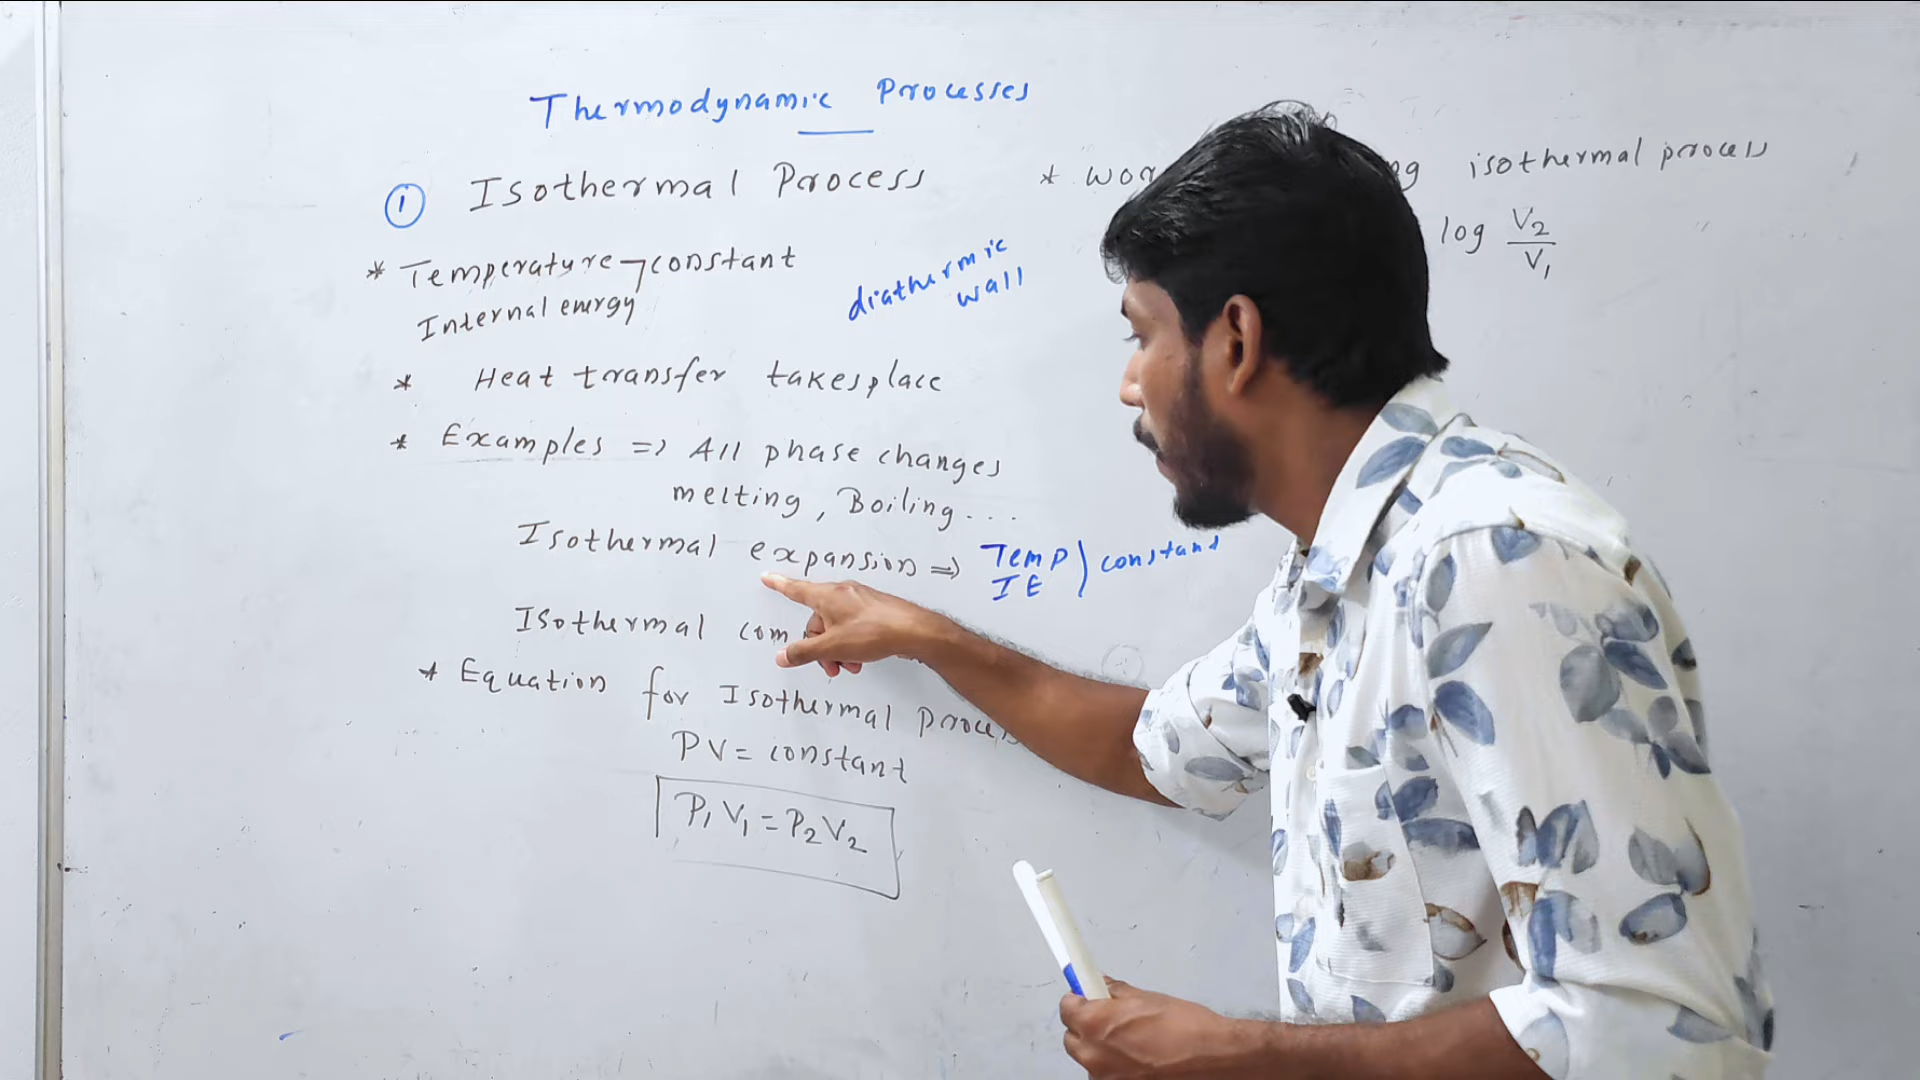 Thermodynamic Processes
① Isothermal Process
* Temperature constant
Internal energy
diathermic
wall
* Heat transfer takesplace
* Examples => All phase changes
melting, Boiling...
Isothermal expansion => Temp constant
IE
Isothermal com
* Equation for Isothermal process
PV = constant
P₁V₁ = P₂V₂
* isothermal process
log V₂/V₁